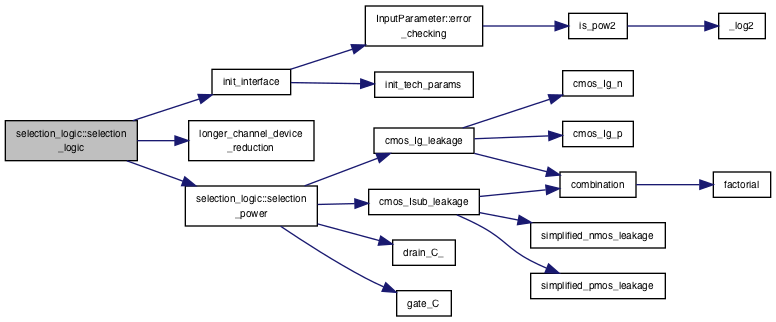 InputParameter::error
_checking
is_pow2
_log2
init_interface
init_tech_params
cmos_Ig_n
selection_logic::selection
_logic
longer_channel_device
_reduction
cmos_Ig_leakage
cmos_Ig_p
selection_logic::selection
_power
cmos_Isub_leakage
combination
factorial
drain_C_
simplified_nmos_leakage
simplified_pmos_leakage
gate_C